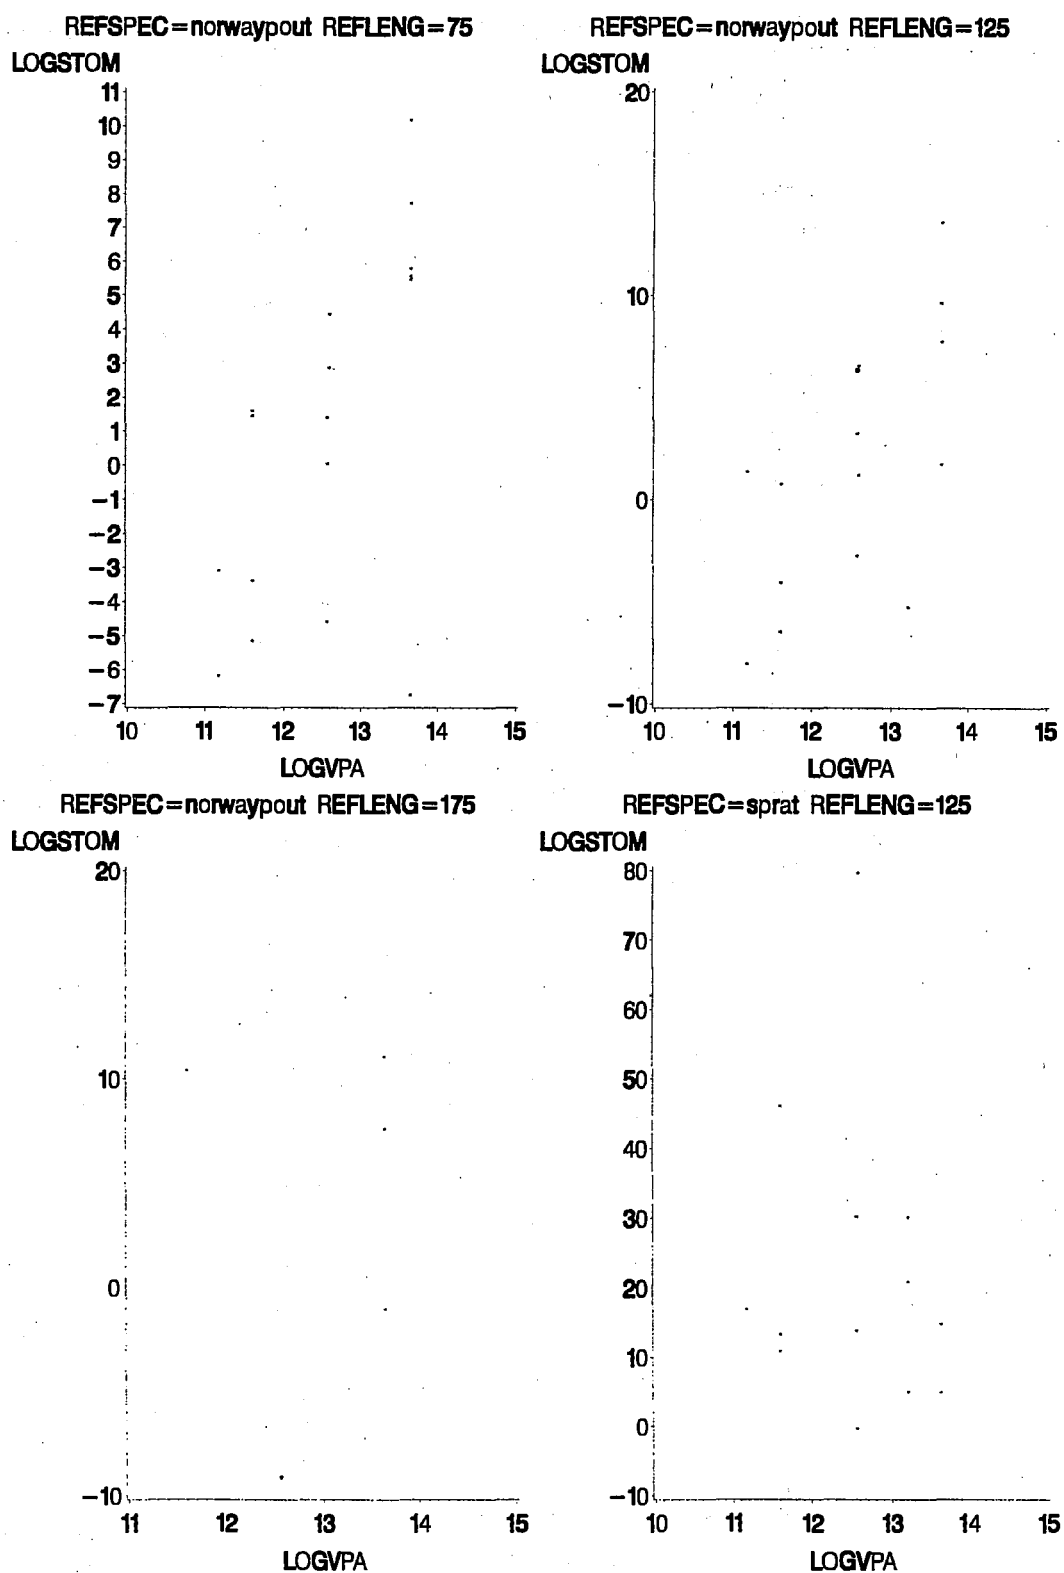 REFSPEC=norwaypout REFLENG=75
LOGSTOM
11
10
9
8
7
6
5
4
3
2
1
0
−1
−2
−3
−4
−5
−6
−7
10 11 12 13 14 15
LOGVPA
REFSPEC=norwaypout REFLENG=125
LOGSTOM
20
10
0
−10
10 11 12 13 14 15
LOGVPA
REFSPEC=norwaypout REFLENG=175
LOGSTOM
20
10
0
−10
11 12 13 14 15
LOGVPA
REFSPEC=sprat REFLENG=125
LOGSTOM
80
70
60
50
40
30
20
10
0
−10
10 11 12 13 14 15
LOGVPA